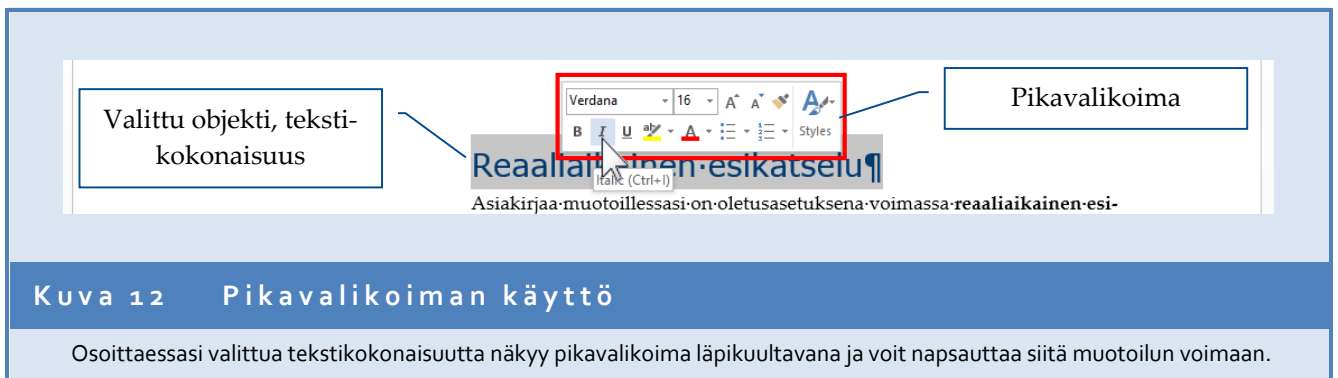 Valittu objekti, teksti-
kokonaisuus
Verdana 16 A A
B I U ab A Styles
Pikavalikoima
Reaaliaikainen·esikatselu¶
Italic (Ctrl+I)
Asiakirjaa·muotoillessasi·on·oletusasetuksena·voimassa·reaaliaikainen·esi-
Kuva 12 Pikavalikoiman käyttö
Osoittaessasi valittua tekstikokonaisuutta näkyy pikavalikoima läpikuultavana ja voit napsauttaa siitä muotoilun voimaan.